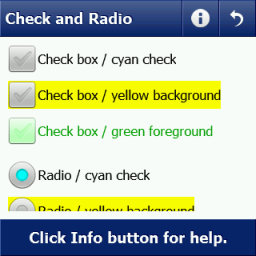 Check and Radio
Check box / cyan check
Check box / yellow background
Check box / green foreground
Radio / cyan check
Radio / yellow background
Click Info button for help.